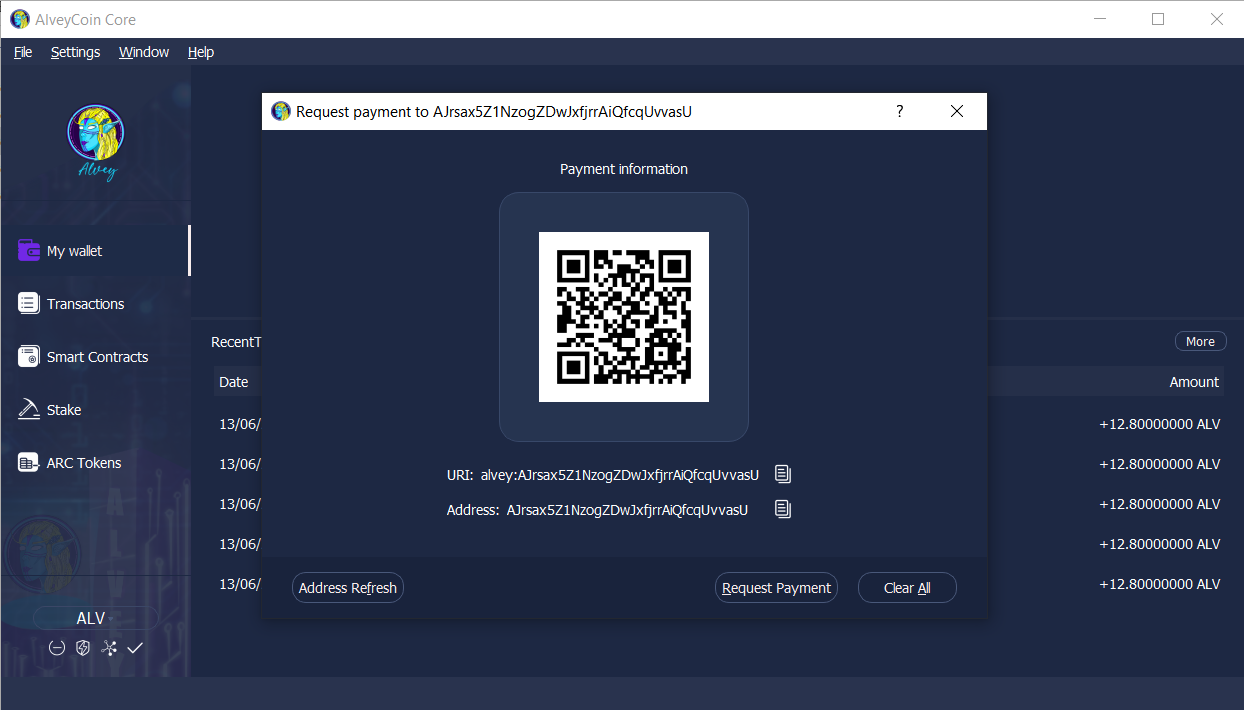 AlveyCoin Core
File Settings Window Help
Alvey
My wallet
Transactions
Smart Contracts
Stake
ARC Tokens
ALV
Request payment to AJrsax5Z1NzogZDwJxfjrrAiQfcqUvvasU
Payment information
URI: alvey:AJrsax5Z1NzogZDwJxfjrrAiQfcqUvvasU
Address: AJrsax5Z1NzogZDwJxfjrrAiQfcqUvvasU
Address Refresh Request Payment Clear All
RecentT More
Date Amount
13/06/ +12.80000000 ALV
13/06/ +12.80000000 ALV
13/06/ +12.80000000 ALV
13/06/ +12.80000000 ALV
13/06/ +12.80000000 ALV
ALVEY